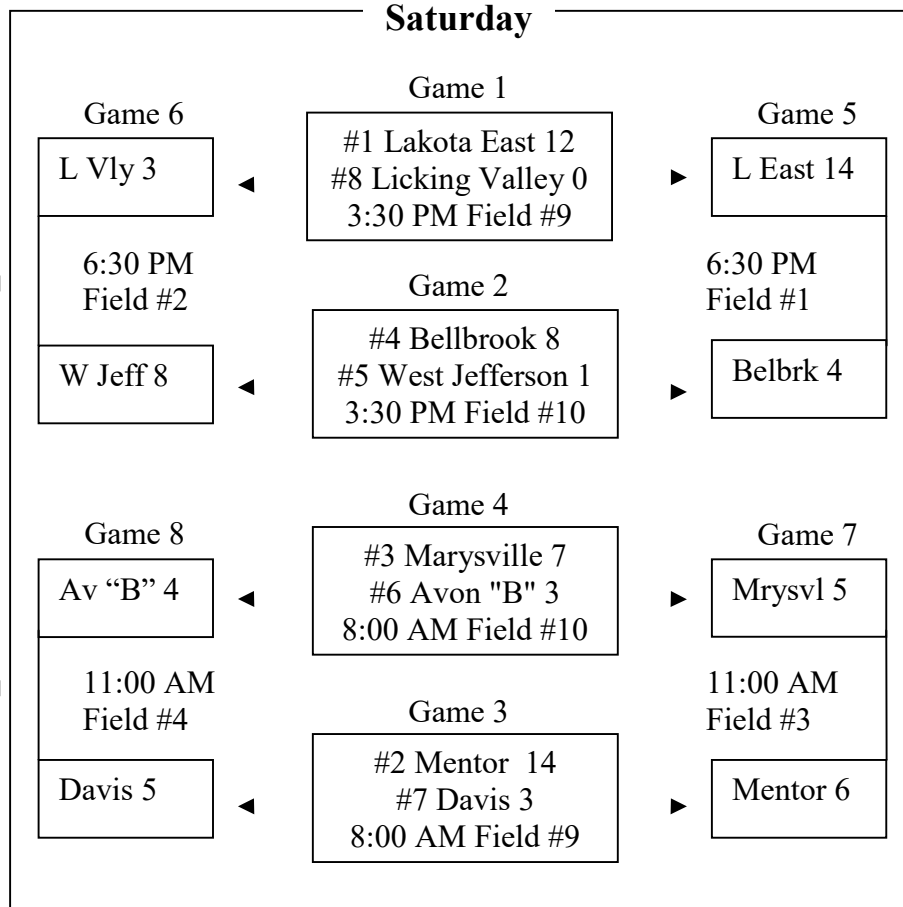 Saturday
Game 1
Game 6
Game 5
L Vly 3
#1 Lakota East 12
#8 Licking Valley 0
3:30 PM Field #9
L East 14
6:30 PM
Field #2
Game 2
6:30 PM
Field #1
W Jeff 8
#4 Bellbrook 8
#5 West Jefferson 1
3:30 PM Field #10
Belbrk 4
Game 4
Game 8
Game 7
Av “B” 4
#3 Marysville 7
#6 Avon "B" 3
8:00 AM Field #10
Mrysvl 5
11:00 AM
Field #4
Game 3
11:00 AM
Field #3
Davis 5
#2 Mentor  14
#7 Davis 3
8:00 AM Field #9
Mentor 6